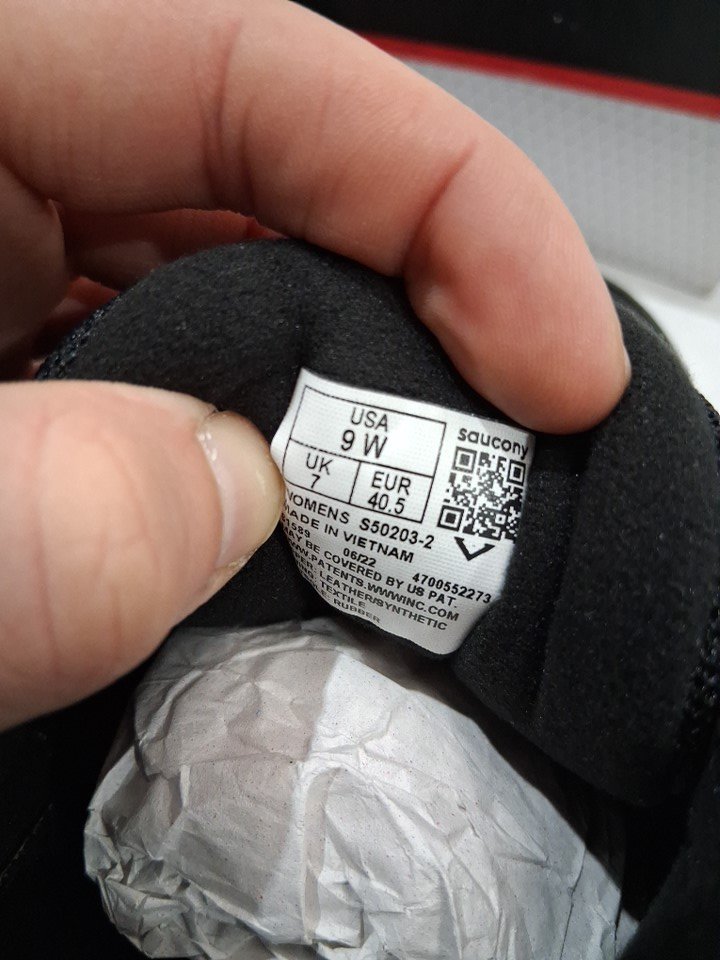 USA
9 W
UK
7
EUR
40.5
saucony
WOMENS S50203-2
MADE IN VIETNAM
06/22 4700552273
MAY BE COVERED BY US PAT.
WWW.PATENTS.WWWINC.COM
LEATHER/SYNTHETIC
TEXTILE
RUBBER